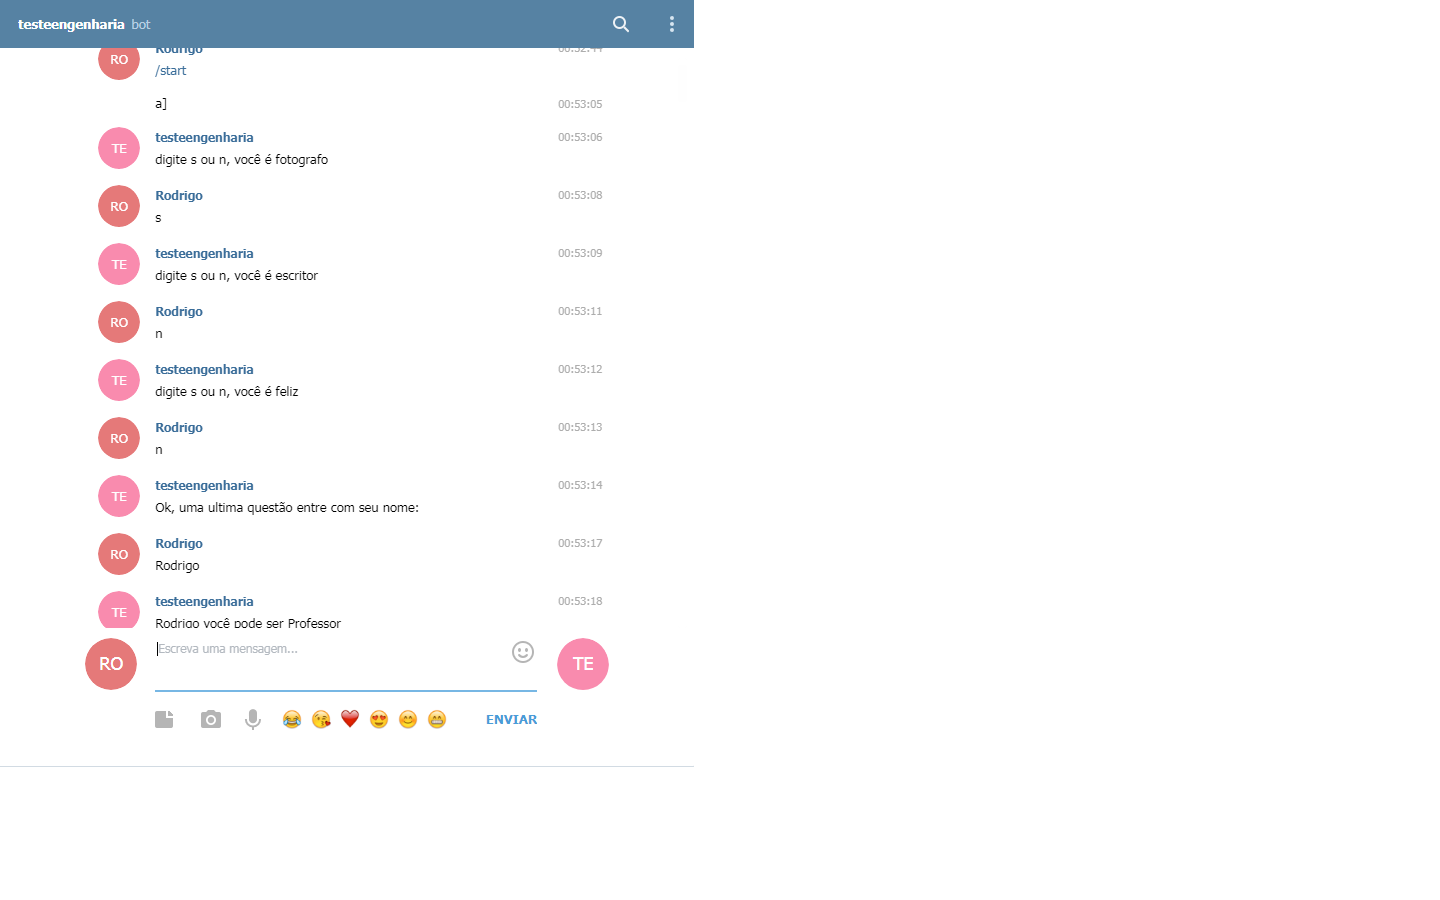 testeengenharia bot
RO Rodrigo 00:52:44
/start
a] 00:53:05
TE testeengenharia 00:53:06
digite s ou n, você é fotografo
RO Rodrigo 00:53:08
s
TE testeengenharia 00:53:09
digite s ou n, você é escritor
RO Rodrigo 00:53:11
n
TE testeengenharia 00:53:12
digite s ou n, você é feliz
RO Rodrigo 00:53:13
n
TE testeengenharia 00:53:14
Ok, uma ultima questão entre com seu nome:
RO Rodrigo 00:53:17
Rodrigo
TE testeengenharia 00:53:18
Rodrigo você pode ser Professor
RO Escreva uma mensagem... TE
ENVIAR